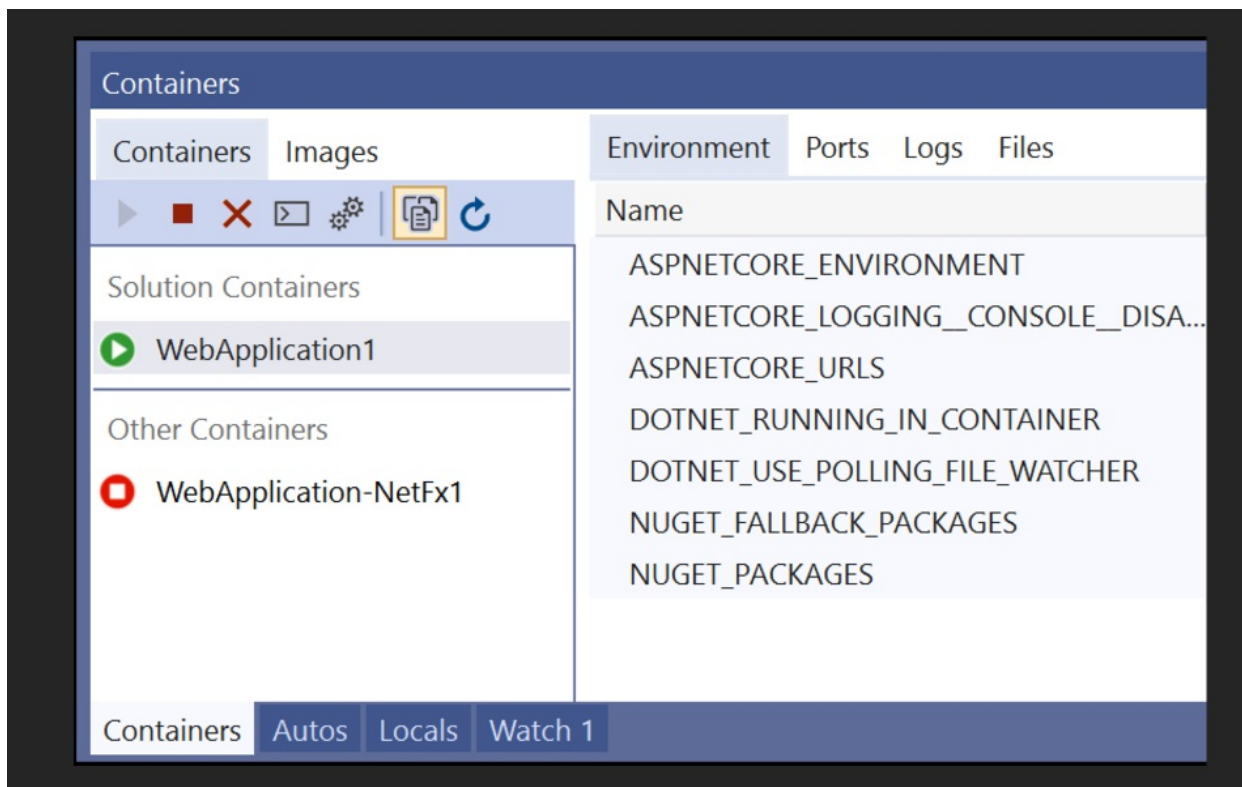 Containers
Containers Images
Solution Containers
WebApplication1
Other Containers
WebApplication-NetFx1
Environment Ports Logs Files
Name
ASPNETCORE_ENVIRONMENT
ASPNETCORE_LOGGING__CONSOLE__DISA...
ASPNETCORE_URLS
DOTNET_RUNNING_IN_CONTAINER
DOTNET_USE_POLLING_FILE_WATCHER
NUGET_FALLBACK_PACKAGES
NUGET_PACKAGES
Containers Autos Locals Watch 1